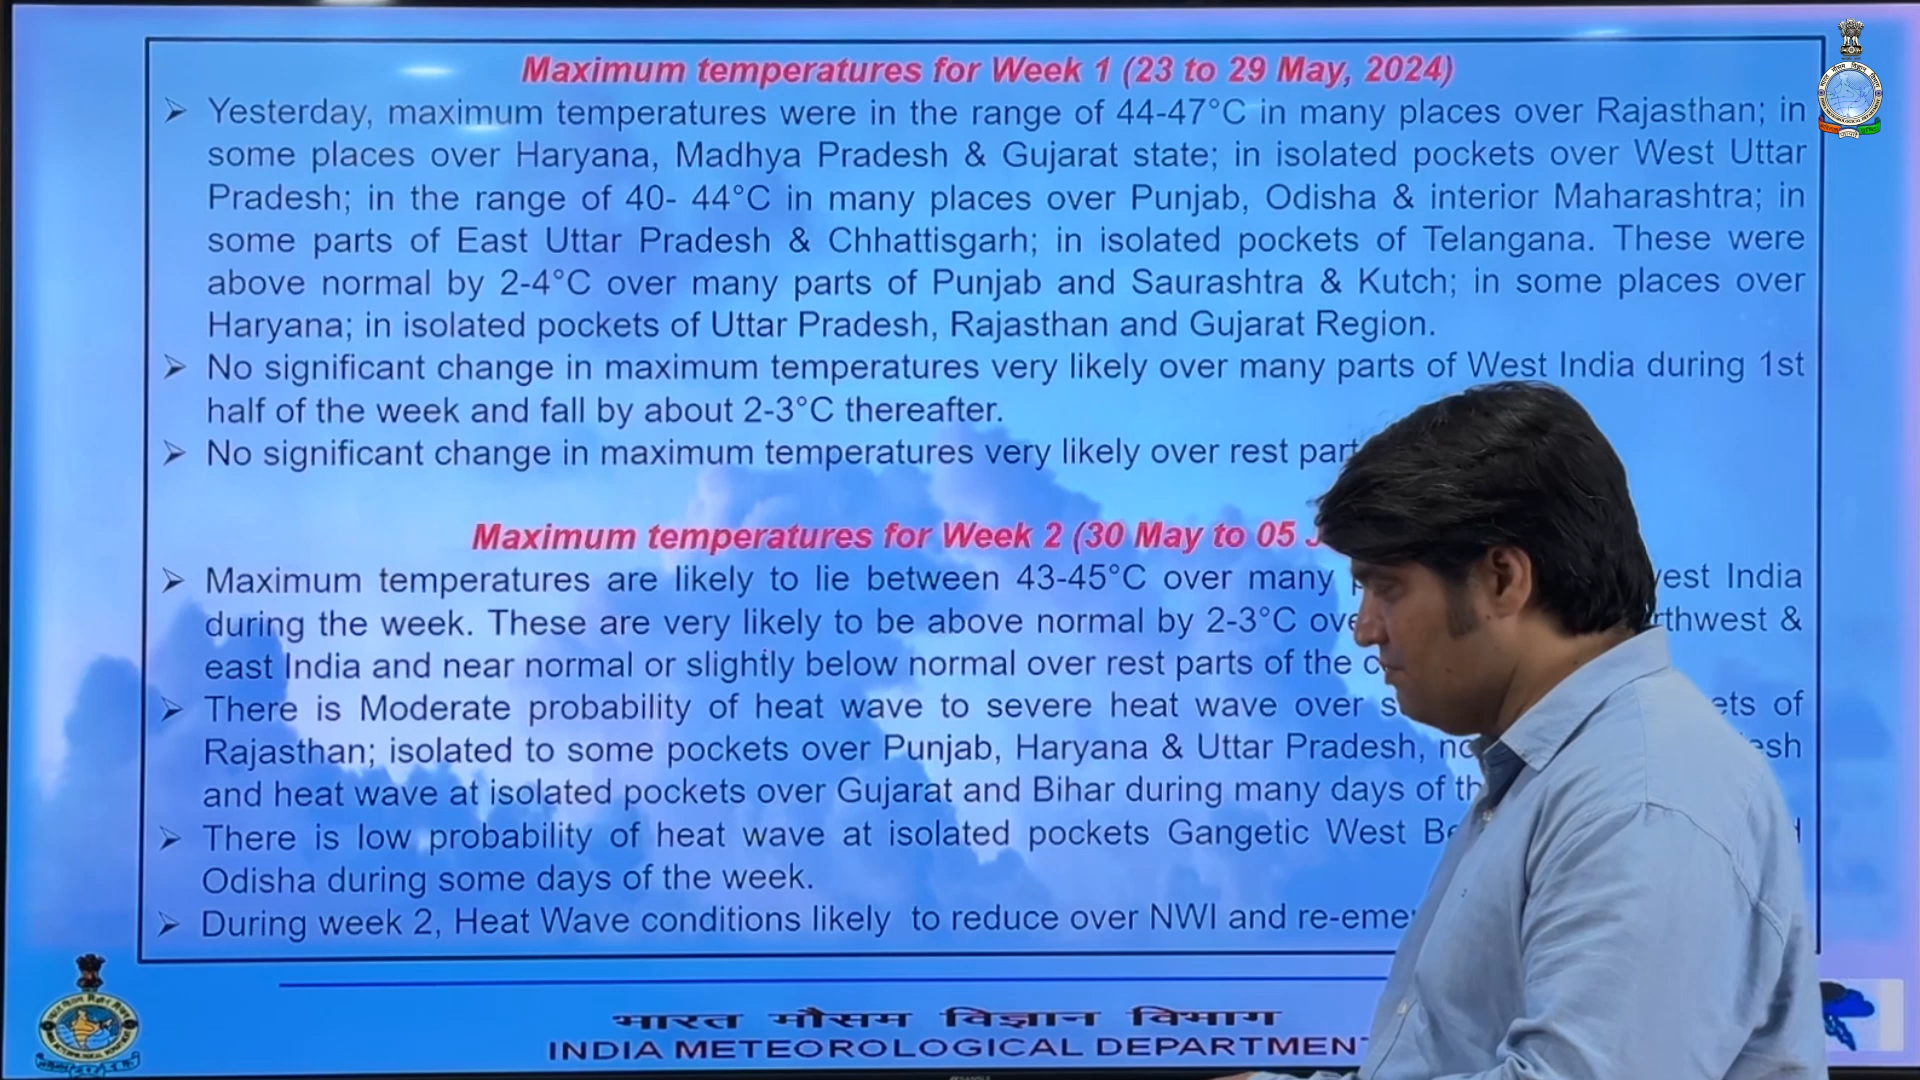 Maximum temperatures for Week 1 (23 to 29 May, 2024)
➢ Yesterday, maximum temperatures were in the range of 44-47°C in many places over Rajasthan; in
some places over Haryana, Madhya Pradesh & Gujarat state; in isolated pockets over West Uttar
Pradesh; in the range of 40- 44°C in many places over Punjab, Odisha & interior Maharashtra; in
some parts of East Uttar Pradesh & Chhattisgarh; in isolated pockets of Telangana. These were
above normal by 2-4°C over many parts of Punjab and Saurashtra & Kutch; in some places over
Haryana; in isolated pockets of Uttar Pradesh, Rajasthan and Gujarat Region.
➢ No significant change in maximum temperatures very likely over many parts of West India during 1st
half of the week and fall by about 2-3°C thereafter.
➢ No significant change in maximum temperatures very likely over rest
Maximum temperatures for Week 2 (30 May to 05
➢ Maximum temperatures are likely to lie between 43-45°C over many India
during the week. These are very likely to be above normal by 2-3°C &
east India and near normal or slightly below normal over rest parts of the
➢ There is Moderate probability of heat wave to severe heat wave over of
Rajasthan; isolated to some pockets over Punjab, Haryana & Uttar Pradesh,
and heat wave at isolated pockets over Gujarat and Bihar during many days of
➢ There is low probability of heat wave at isolated pockets Gangetic West
Odisha during some days of the week.
➢ During week 2, Heat Wave conditions likely to reduce over NWI and
भारत मौसम विज्ञान विभाग
INDIA METEOROLOGICAL DEPARTMENT